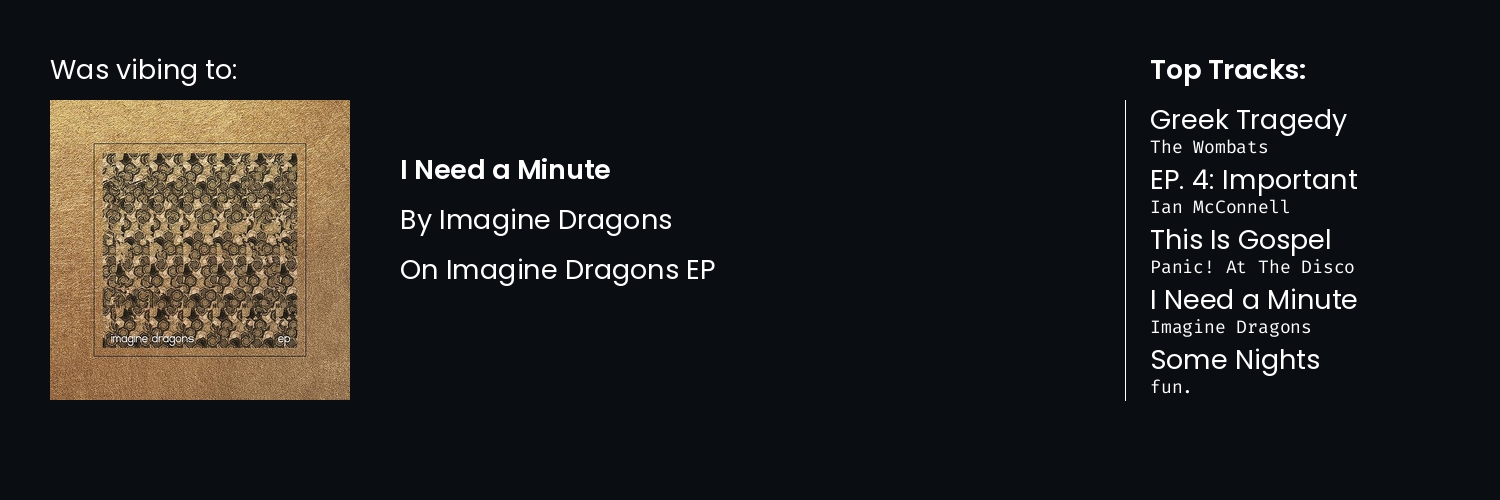 Was vibing to:
imagine dragons ep
I Need a Minute
By Imagine Dragons
On Imagine Dragons EP
Top Tracks:
Greek Tragedy
The Wombats
EP. 4: Important
Ian McConnell
This Is Gospel
Panic! At The Disco
I Need a Minute
Imagine Dragons
Some Nights
fun.